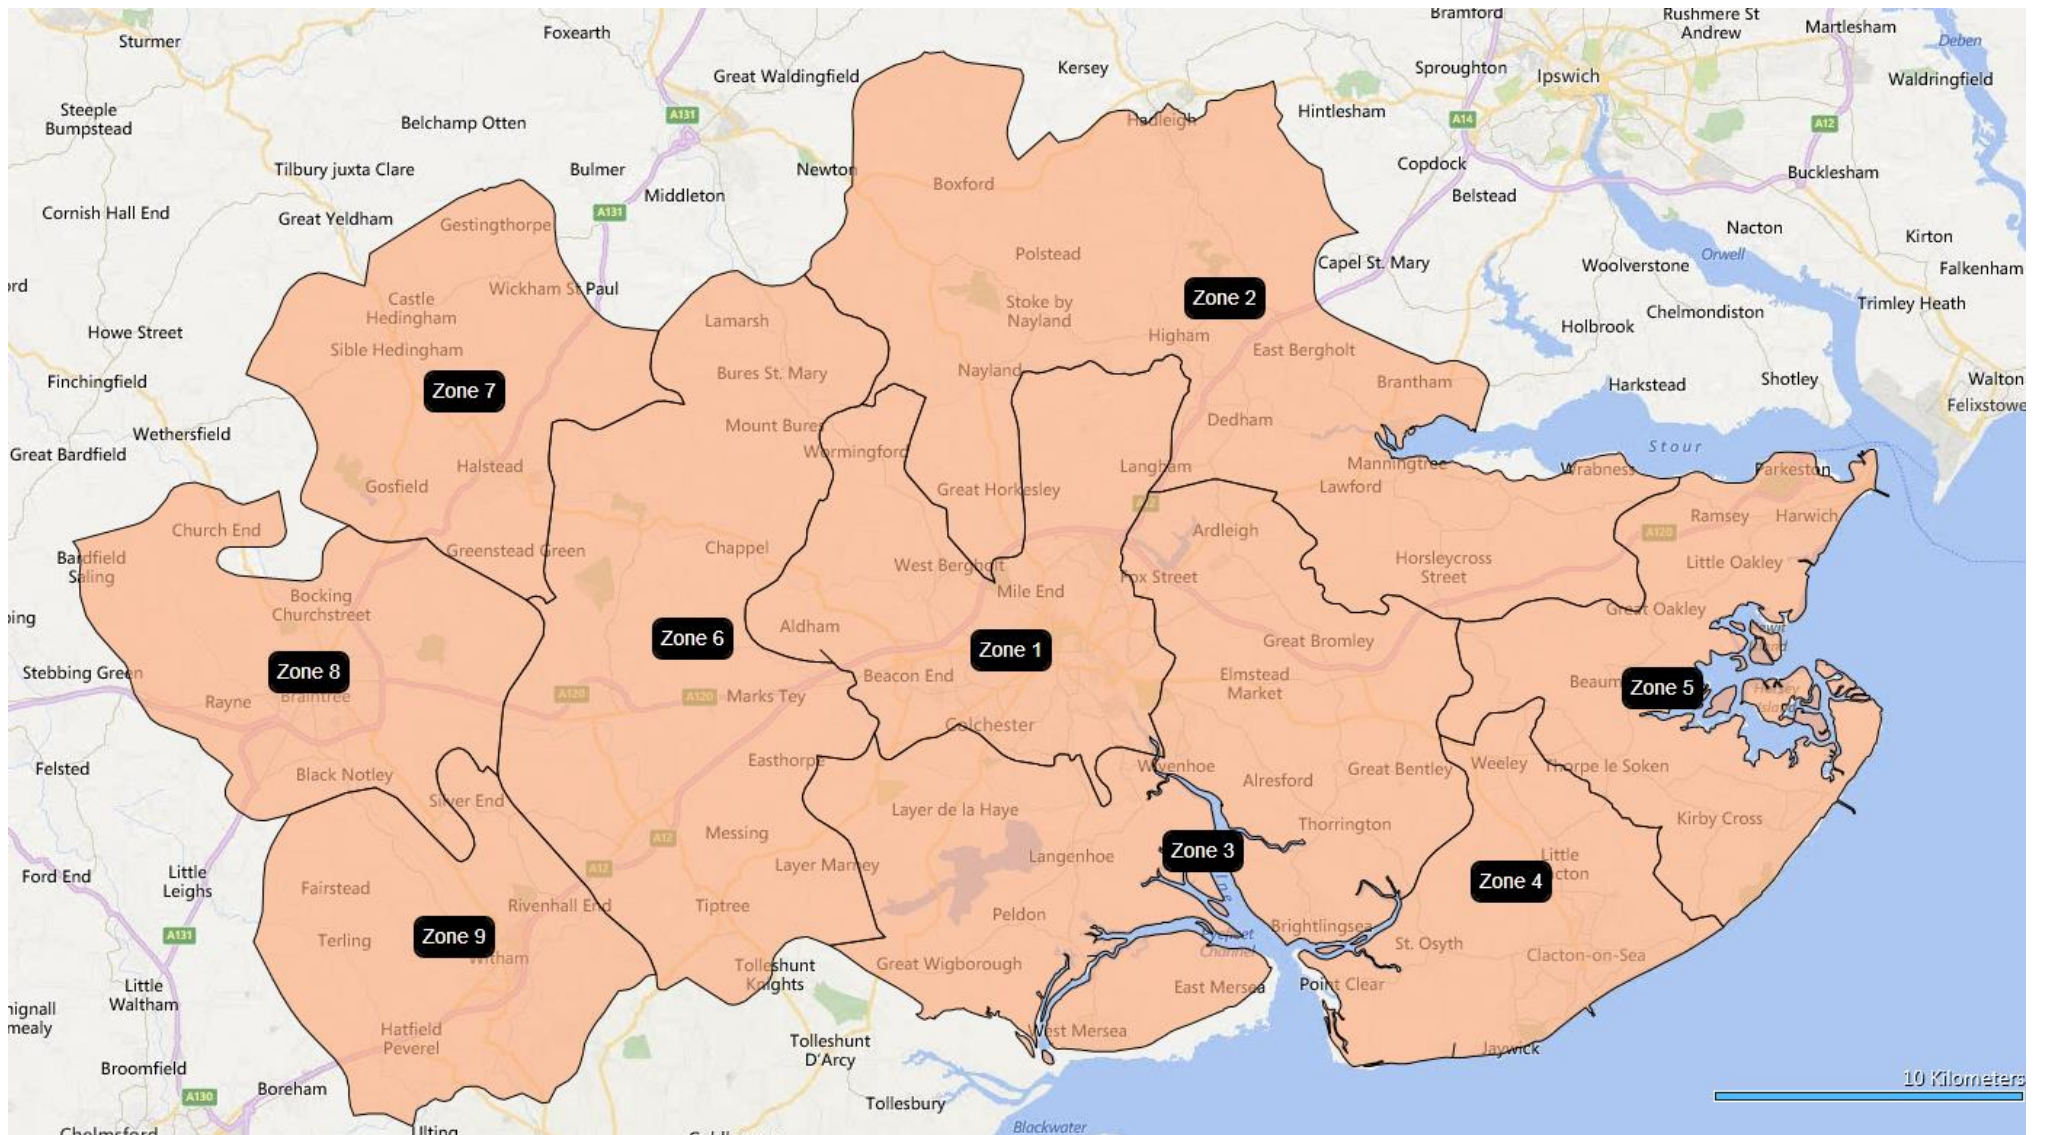 Sturmer
Foxearth
Great Waldingfield
Kersey
Bramford
Rushmere St
Andrew
Martlesham
Deben
Steeple
Bumpstead
Belchamp Otten
A131
Hadleigh
Hintlesham
Sproughton
Ipswich
A14
A12
Waldringfield
Tilbury juxta Clare
Bulmer
Newton
Middleton
Boxford
Copdock
Belstead
Bucklesham
Cornish Hall End
Great Yeldham
Gestingthorpe
A131
Polstead
Capel St. Mary
Nacton
Orwell
Kirton
Woolverstone
Falkenham
Wickham St Paul
Castle
Hedingham
Stoke by
Nayland
Zone 2
Chelmondiston
Trimley Heath
Howe Street
Lamarsh
Holbrook
Sible Hedingham
Higham
East Bergholt
Finchingfield
Zone 7
Bures St. Mary
Nayland
Brantham
Harkstead
Shotley
Walton
Felixstowe
Wethersfield
Mount Bures
Dedham
Great Bardfield
Wormingford
Stour
Halstead
Langham
Manningtree
Wrabness
Parkeston
Gosfield
Great Horkesley
Lawford
A12
Church End
Ardleigh
Ramsey
Harwich
A120
Bardfield
Saling
Greenstead Green
Chappel
West Bergholt
Fox Street
Horsleycross
Street
Little Oakley
Bocking
Churchstreet
Mile End
Great Oakley
Aldham
Zone 6
Zone 1
Great Bromley
Stebbing Green
Zone 8
Beacon End
Elmstead
Market
Zone 5
Rayne
Braintree
A120
A120
Marks Tey
Colchester
Felsted
Black Notley
Easthorpe
Wivenhoe
Alresford
Great Bentley
Weeley
Thorpe le Soken
Silver End
Layer de la Haye
Thorrington
Kirby Cross
A12
Messing
Zone 3
Ford End
Little
Leighs
A12
Layer Marney
Langenhoe
Little
Zone 4
Fairstead
Rivenhall End
Tiptree
Peldon
Brightlingsea
A131
Terling
Zone 9
Witham
Channel
St. Osyth
Clacton-on-Sea
Tolleshunt
Knights
Great Wigborough
East Mersea
Point Clear
Little
Waltham
Hatfield
Peverel
West Mersea
Tolleshunt
D'Arcy
Jaywick
Broomfield
Boreham
A130
Tollesbury
10 Kilometers
Blackwater